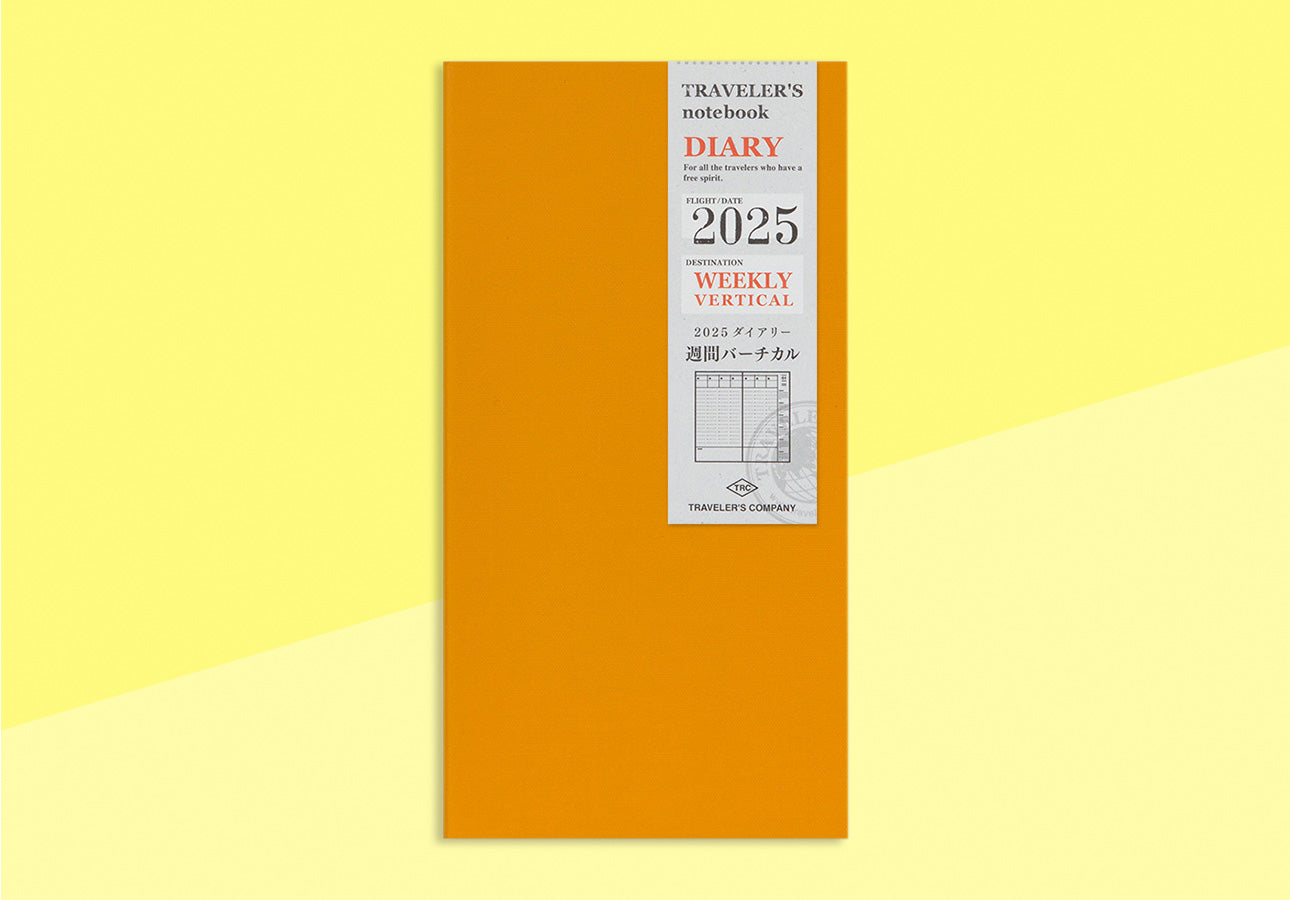 TRAVELER'S
notebook
DIARY
For all the travelers who have a
free spirit.
FLIGHT / DATE
2025
DESTINATION
WEEKLY
VERTICAL
2025 ダイアリー
週間バーチカル
TRC
TRAVELER'S COMPANY